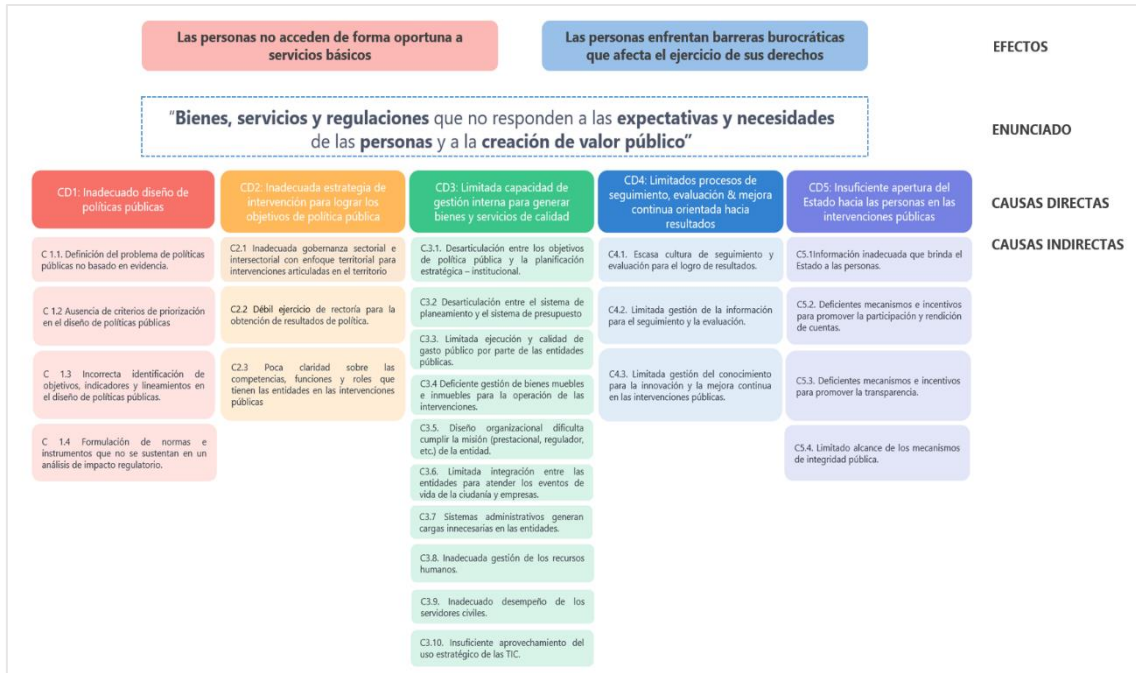 Las personas no acceden de forma oportuna a
servicios básicos
Las personas enfrentan barreras burocráticas
que afecta el ejercicio de sus derechos
EFECTOS
“Bienes, servicios y regulaciones que no responden a las expectativas y necesidades
de las personas y a la creación de valor público”
ENUNCIADO
CD1: Inadecuado diseño de
políticas públicas
CD2: Inadecuada estrategia de
intervención para lograr los
objetivos de política pública
CD3: Limitada capacidad de
gestión interna para generar
bienes y servicios de calidad
CD4: Limitados procesos de
seguimiento, evaluación & mejora
continua orientada hacia
resultados
CD5: Insuficiente apertura del
Estado hacia las personas en las
intervenciones públicas
CAUSAS DIRECTAS
CAUSAS INDIRECTAS
C 1.1. Definición del problema de políticas
públicas no basado en evidencia.
C 1.2 Ausencia de criterios de priorización
en el diseño de políticas públicas
C 1.3 Incorrecta identificación de
objetivos, indicadores y lineamientos en
el diseño de políticas públicas.
C 1.4 Formulación de normas e
instrumentos que no se sustentan en un
análisis de impacto regulatorio.
C2.1 Inadecuada gobernanza sectorial e
intersectorial con enfoque territorial para
intervenciones articuladas en el territorio
C2.2 Débil ejercicio de rectoría para la
obtención de resultados de política.
C2.3 Poca claridad sobre las
competencias, funciones y roles que
tienen las entidades en las intervenciones
públicas
C.3.1. Desarticulación entre los objetivos
de política pública y la planificación
estratégica – institucional.
C3.2 Desarticulación entre el sistema de
planeamiento y el sistema de presupuesto
C3.3. Limitada ejecución y calidad de
gasto público por parte de las entidades
públicas.
C3.4 Deficiente gestión de bienes muebles
e inmuebles para la operación de las
intervenciones.
C3.5. Diseño organizacional dificulta
cumplir la misión (prestacional, regulador,
etc.) de la entidad.
C3.6. Limitada integración entre las
entidades para atender los eventos de
vida de la ciudanía y empresas.
C3.7 Sistemas administrativos generan
cargas innecesarias en las entidades.
C3.8. Inadecuada gestión de los recursos
humanos.
C3.9. Inadecuado desempeño de los
servidores civiles.
C3.10. Insuficiente aprovechamiento del
uso estratégico de las TIC.
C4.1. Escasa cultura de seguimiento y
evaluación para el logro de resultados.
C4.2. Limitada gestión de la información
para el seguimiento y la evaluación.
C4.3. Limitada gestión del conocimiento
para la innovación y la mejora continua
en las intervenciones públicas.
C5.1Información inadecuada que brinda el
Estado a las personas.
C5.2. Deficientes mecanismos e incentivos
para promover la participación y rendición
de cuentas.
C5.3. Deficientes mecanismos e incentivos
para promover la transparencia.
C5.4. Limitado alcance de los mecanismos
de integridad pública.